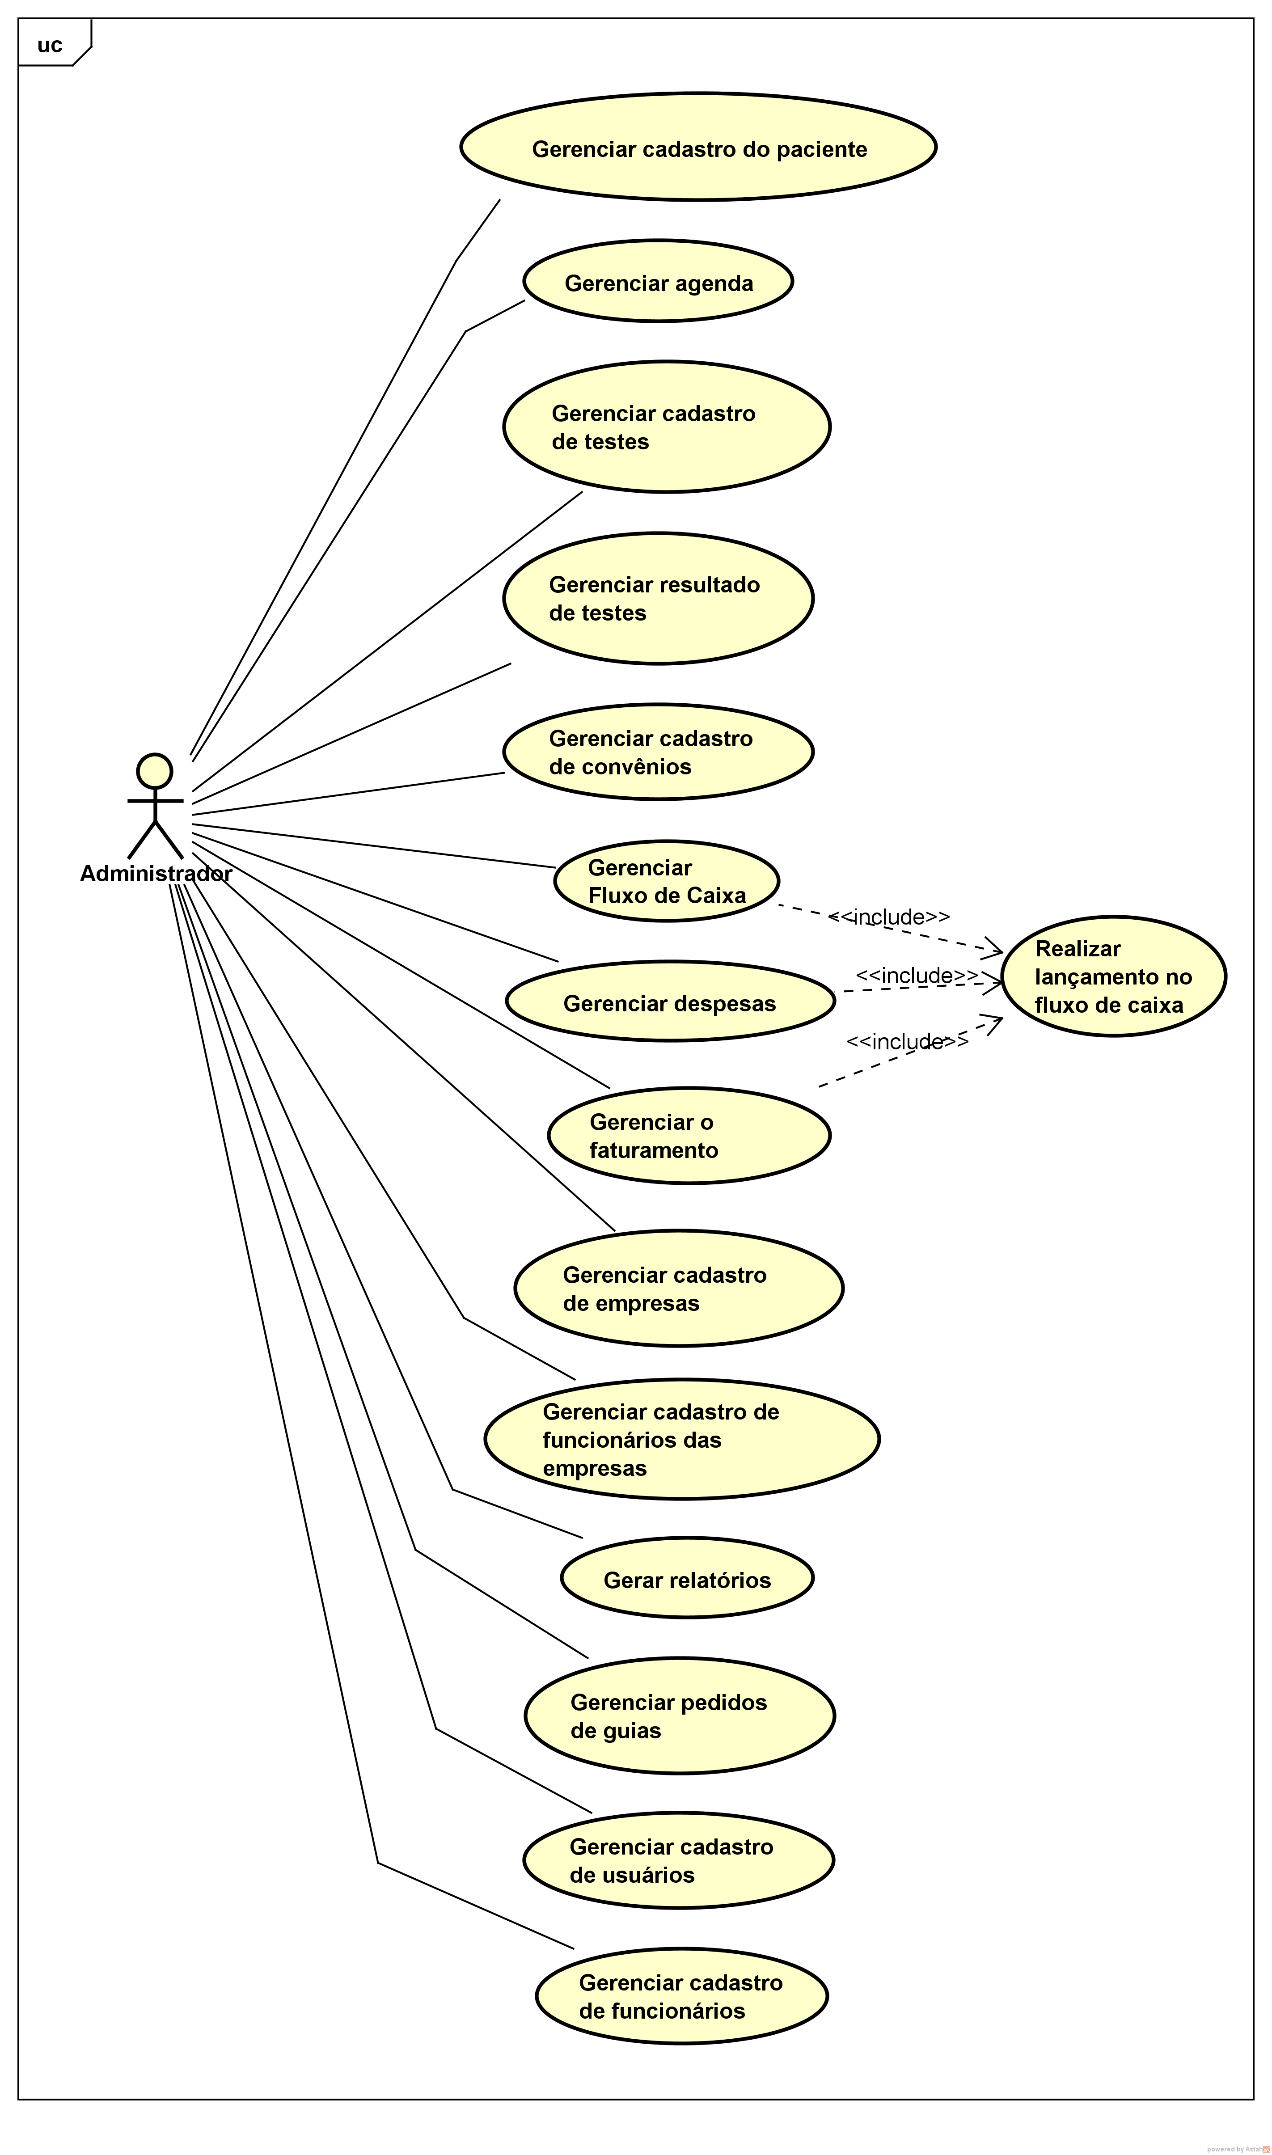 uc
Gerenciar cadastro do paciente
Gerenciar agenda
Gerenciar cadastro
de testes
Gerenciar resultado
de testes
Gerenciar cadastro
de convênios
Administrador
Gerenciar
Fluxo de Caixa
<<include>>
Realizar
lançamento no
fluxo de caixa
Gerenciar despesas
<<include>>
<<include>>
Gerenciar o
faturamento
Gerenciar cadastro
de empresas
Gerenciar cadastro de
funcionários das
empresas
Gerar relatórios
Gerenciar pedidos
de guias
Gerenciar cadastro
de usuários
Gerenciar cadastro
de funcionários
powered by Astah